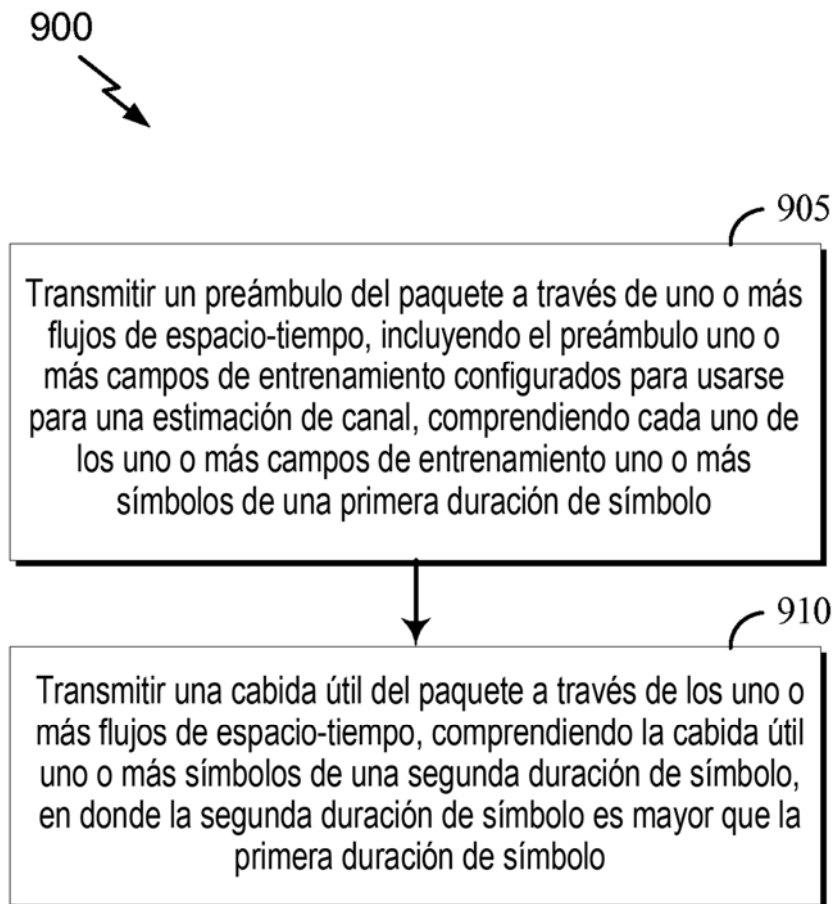 900
905
Transmitir un preámbulo del paquete a través de uno o más
flujos de espacio-tiempo, incluyendo el preámbulo uno o
más campos de entrenamiento configurados para usarse
para una estimación de canal, comprendiendo cada uno de
los uno o más campos de entrenamiento uno o más
símbolos de una primera duración de símbolo
910
Transmitir una cabida útil del paquete a través de los uno o
más flujos de espacio-tiempo, comprendiendo la cabida útil
uno o más símbolos de una segunda duración de símbolo,
en donde la segunda duración de símbolo es mayor que la
primera duración de símbolo